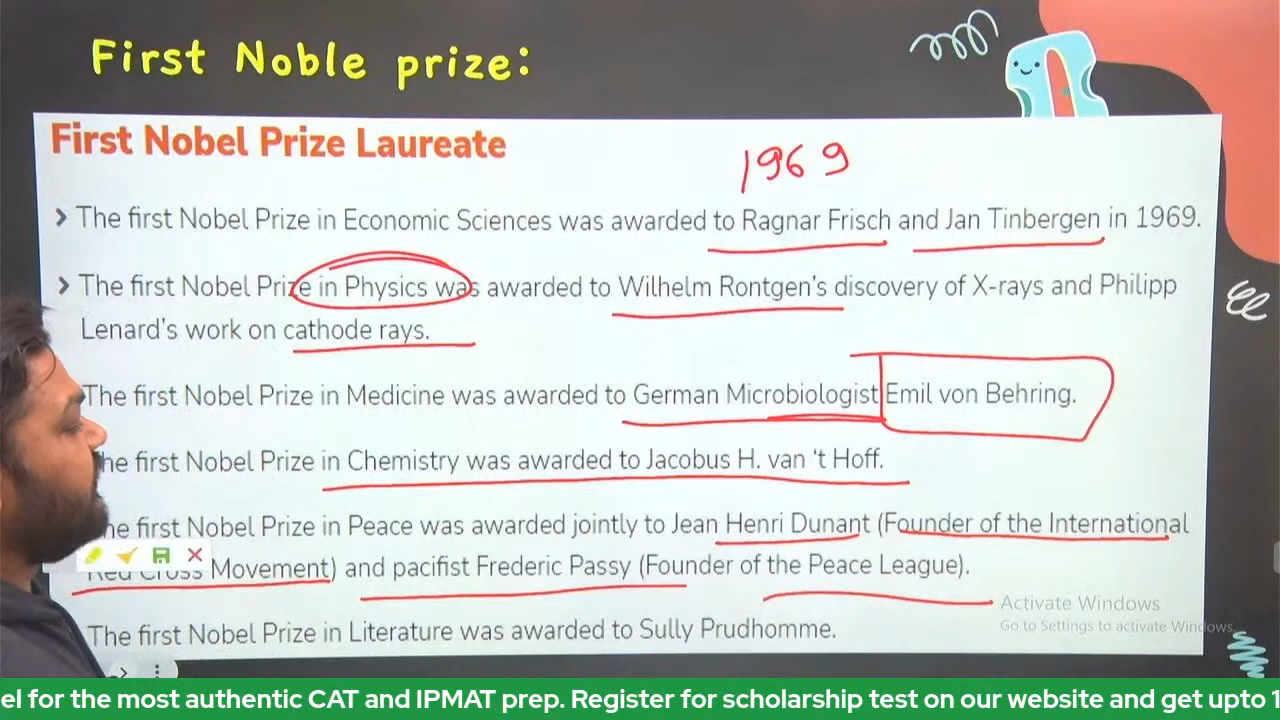 First Noble prize:
First Nobel Prize Laureate
1969
The first Nobel Prize in Economic Sciences was awarded to Ragnar Frisch and Jan Tinbergen in 1969.
The first Nobel Prize in Physics was awarded to Wilhelm Rontgen's discovery of X-rays and Philipp
Lenard's work on cathode rays.
The first Nobel Prize in Medicine was awarded to German Microbiologist Emil von Behring.
he first Nobel Prize in Chemistry was awarded to Jacobus H. van 't Hoff.
he first Nobel Prize in Peace was awarded jointly to Jean Henri Dunant (Founder of the International
Red Cross Movement) and pacifist Frederic Passy (Founder of the Peace League).
Activate Windows
Go to Settings to activate Windows.
The first Nobel Prize in Literature was awarded to Sully Prudhomme.
el for the most authentic CAT and IPMAT prep. Register for scholarship test on our website and get upto 1